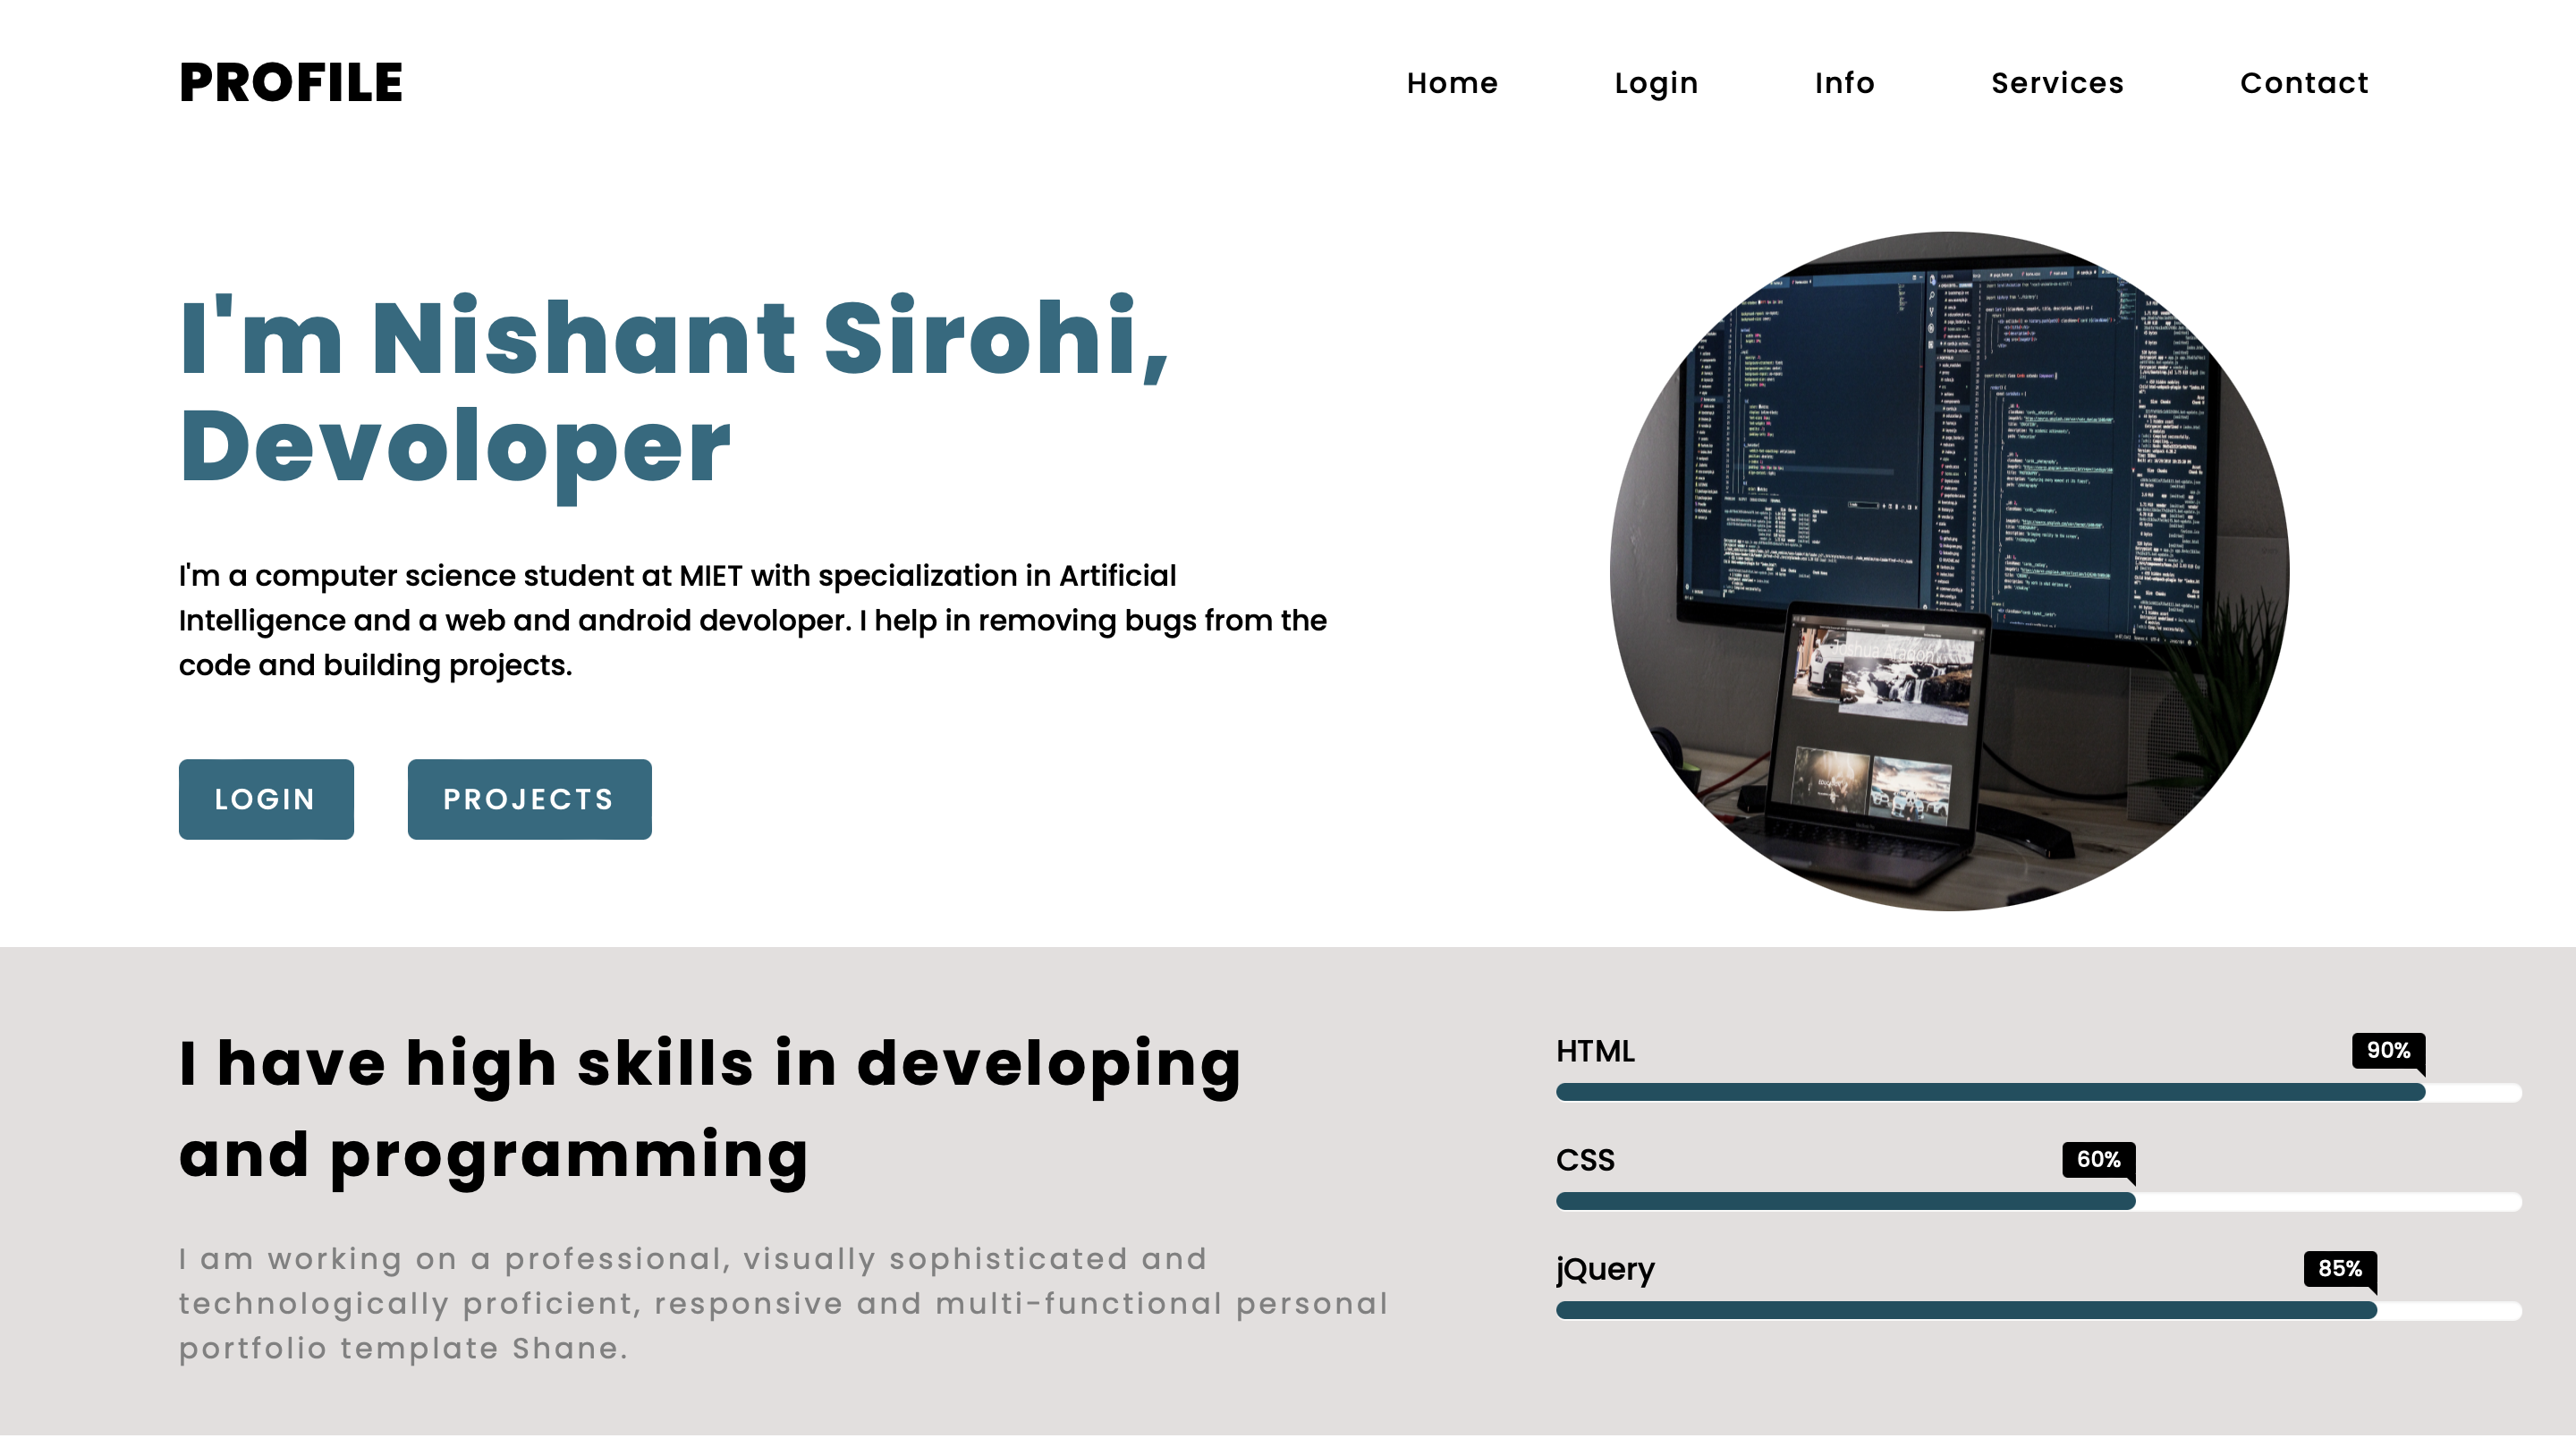 PROFILE
Home Login Info Services Contact
I'm Nishant Sirohi,
Devoloper
I'm a computer science student at MIET with specialization in Artificial
Intelligence and a web and android devoloper. I help in removing bugs from the
code and building projects.
LOGIN PROJECTS
Joshua Aragon
I have high skills in developing
and programming
I am working on a professional, visually sophisticated and
technologically proficient, responsive and multi-functional personal
portfolio template Shane.
HTML 90%
CSS 60%
jQuery 85%